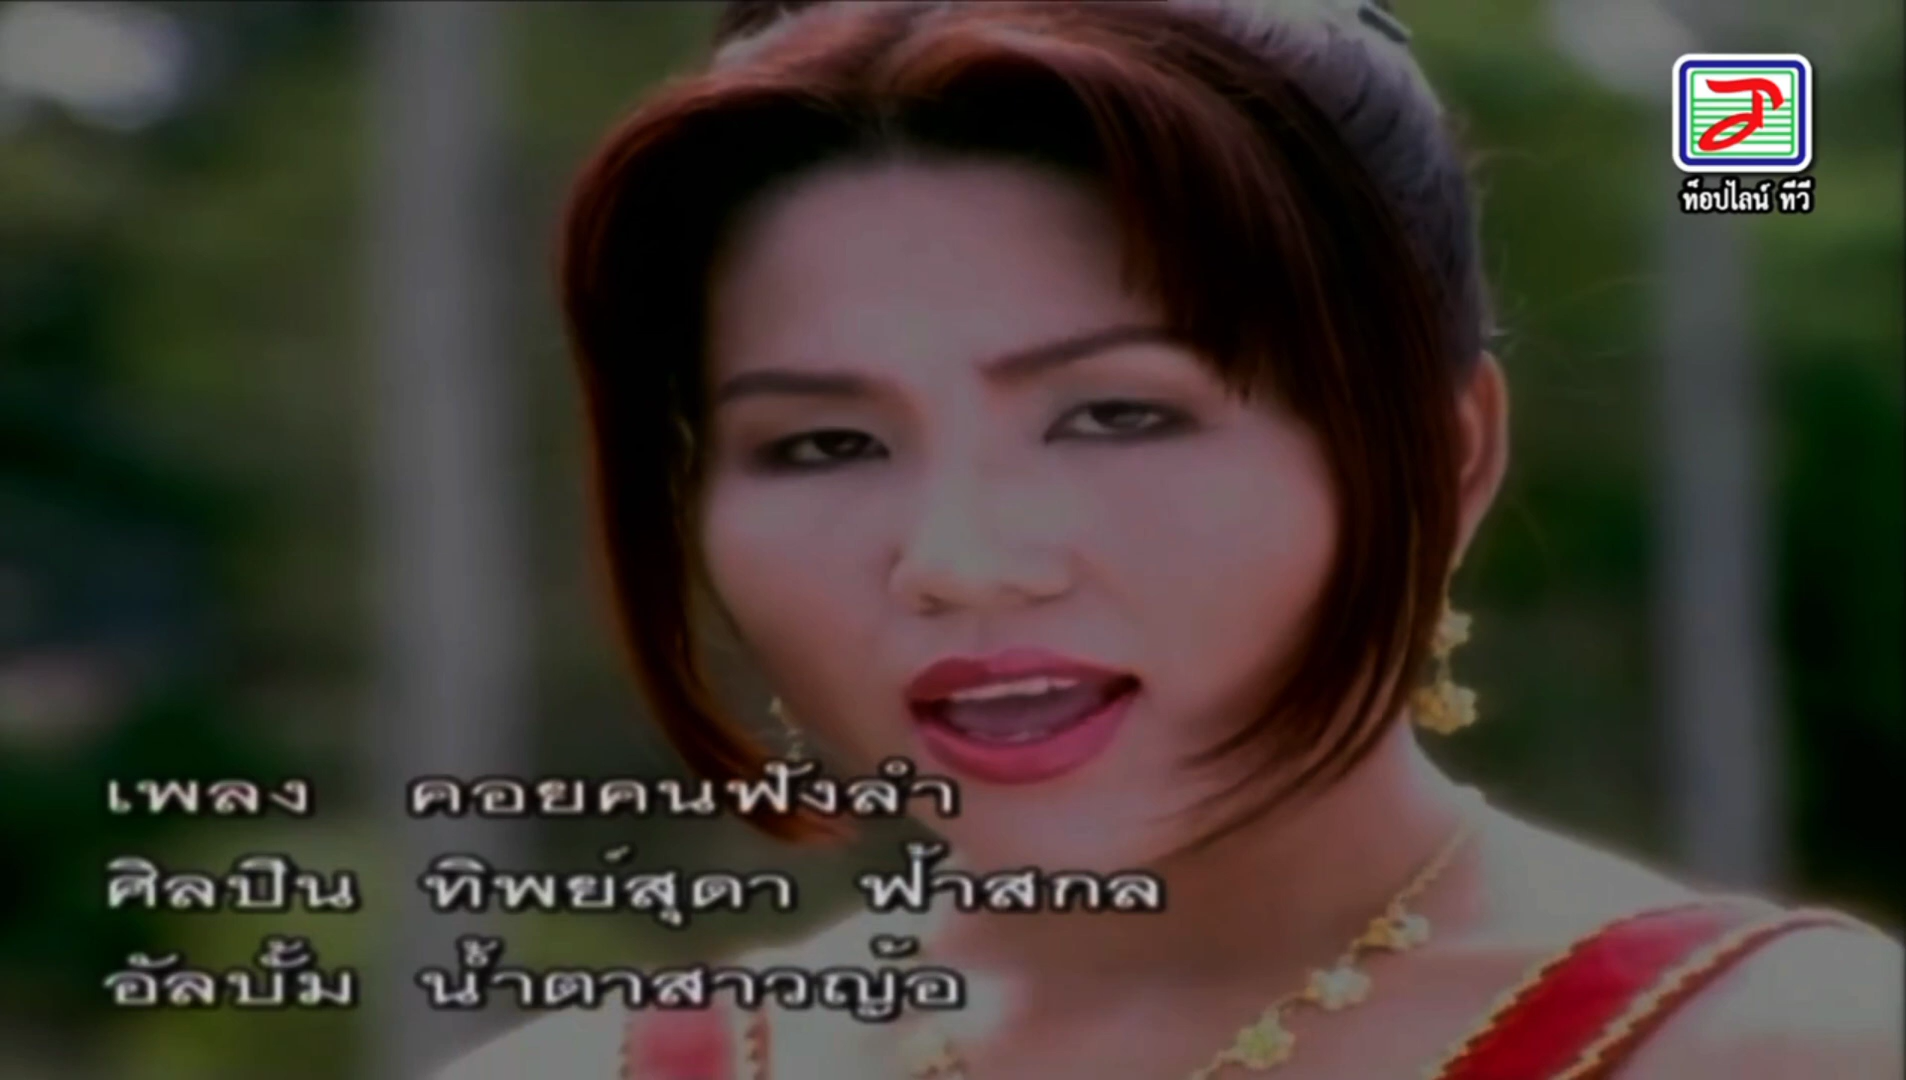 ท็อปไลน์ ทีวี
เพลง คอยคนฟังลำ
ศิลปิน ทิพย์สุดา ฟ้าสกล
อัลบั้ม น้ำตาสาวญ้อ